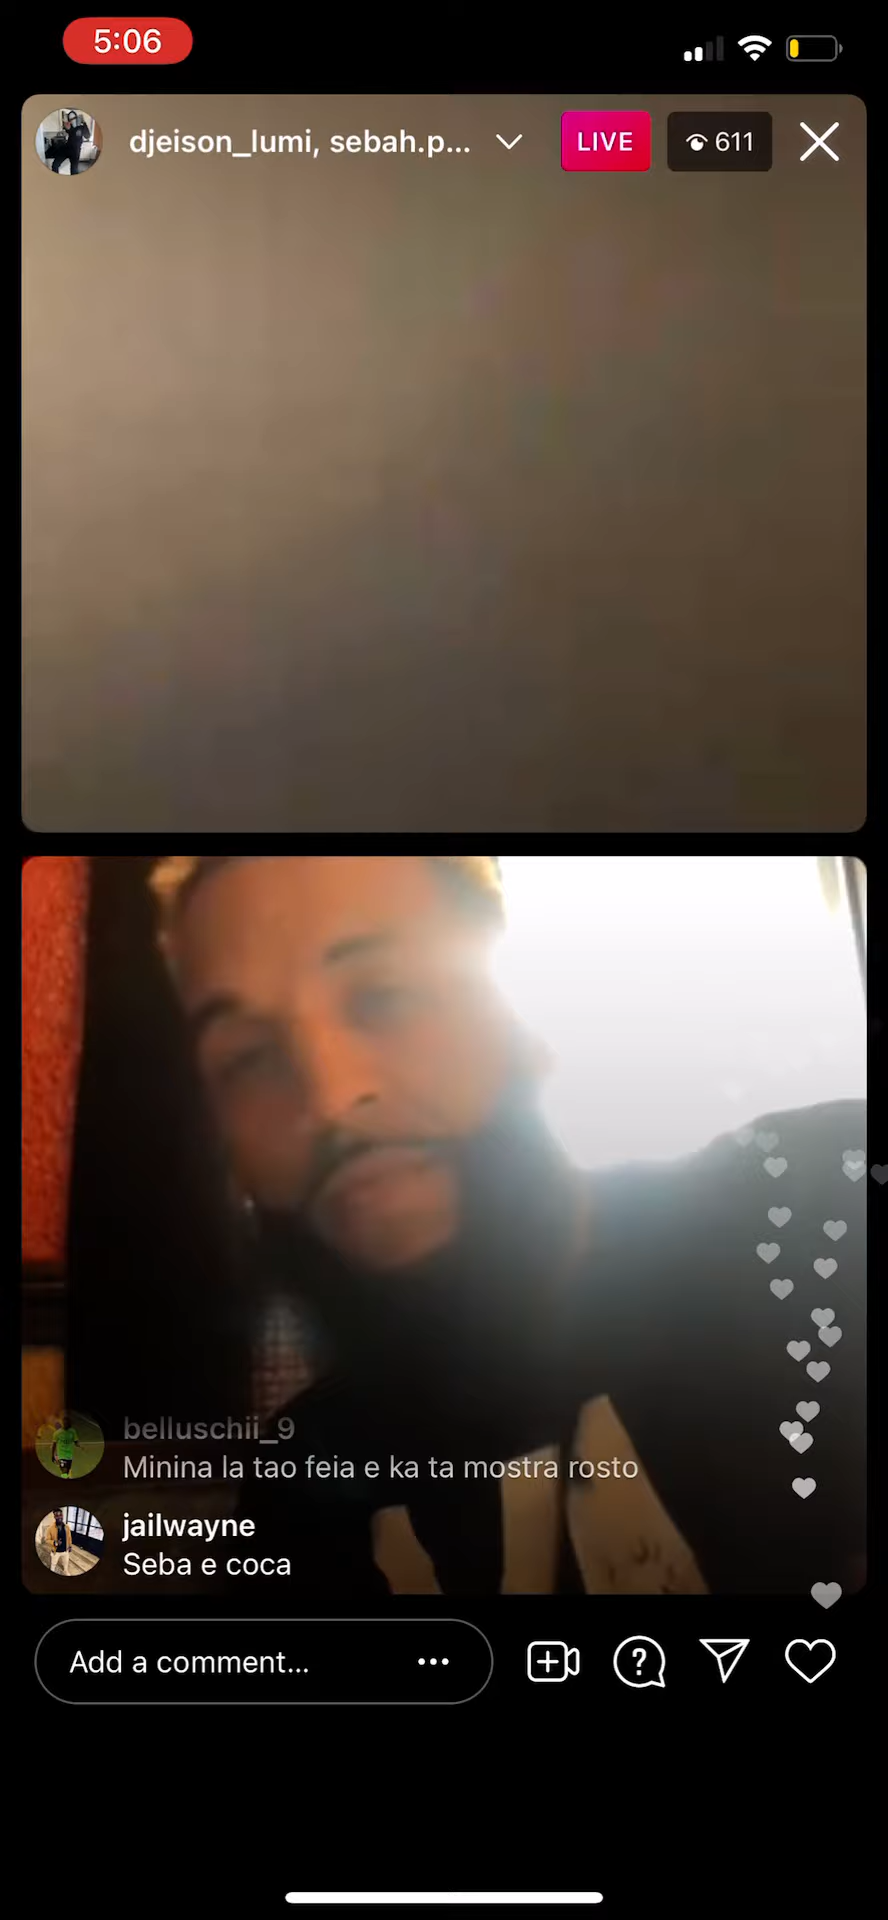 5:06
djeison_lumi, sebah.p...
LIVE
611
belluschii_9
Minina la tao feia e ka ta mostra rosto
jailwayne
Seba e coca
Add a comment...